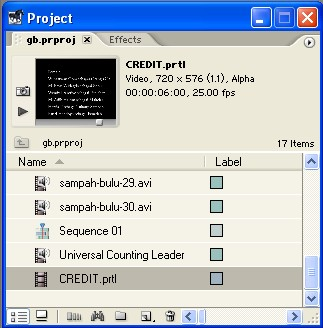 Project
gb.prproj x Effects
CREDIT.prtl
Video, 720 x 576 (1.1), Alpha
00:00:06:00, 25.00 fps
gb.prproj 17 Items
Name Label
sampah-bulu-29.avi
sampah-bulu-30.avi
Sequence 01
Universal Counting Leader
CREDIT.prtl